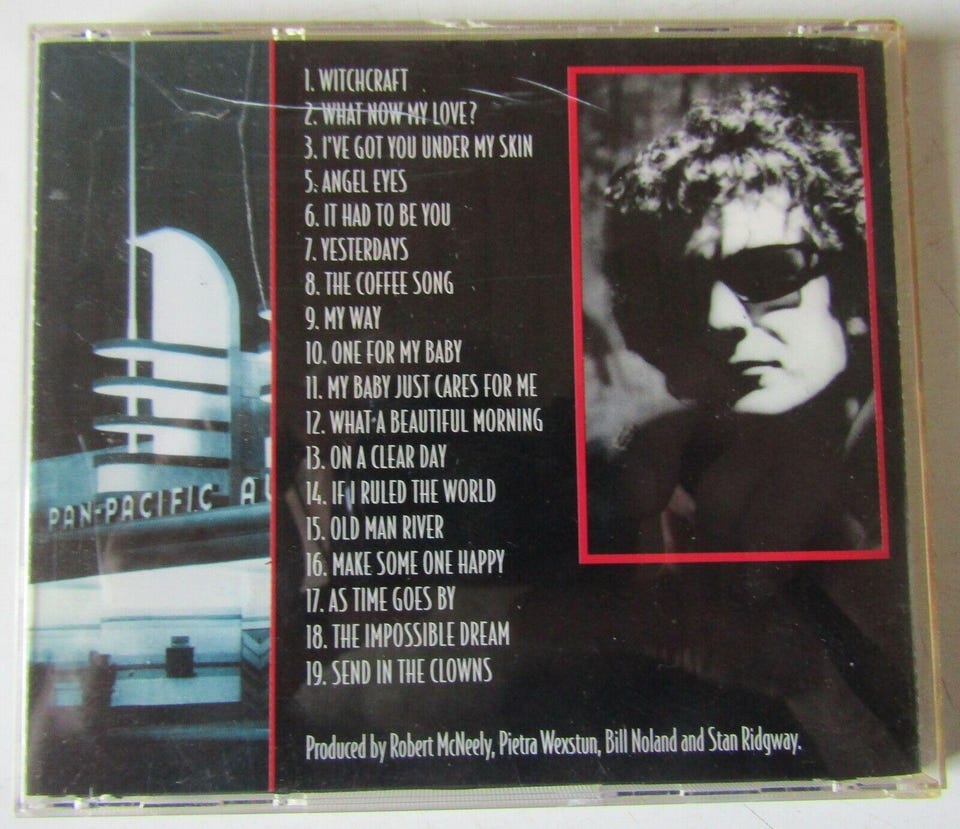 1. WITCHCRAFT
2. WHAT NOW MY LOVE?
3. I'VE GOT YOU UNDER MY SKIN
5. ANGEL EYES
6. IT HAD TO BE YOU
7. YESTERDAYS
8. THE COFFEE SONG
9. MY WAY
10. ONE FOR MY BABY
11. MY BABY JUST CARES FOR ME
12. WHAT A BEAUTIFUL MORNING
13. ON A CLEAR DAY
14. IF I RULED THE WORLD
15. OLD MAN RIVER
16. MAKE SOME ONE HAPPY
17. AS TIME GOES BY
18. THE IMPOSSIBLE DREAM
19. SEND IN THE CLOWNS
Produced by Robert McNeely, Pietra Wexstun, Bill Noland and Stan Ridgway.
PAN-PACIFIC AU